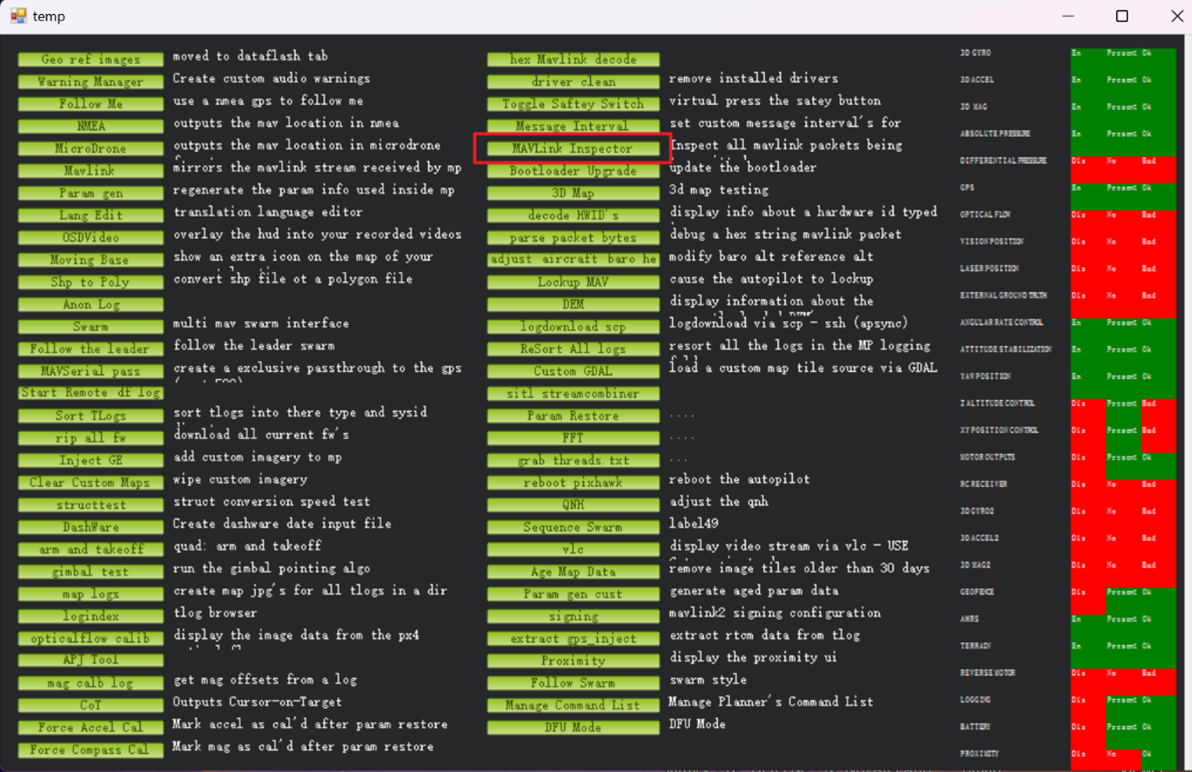 temp
Geo ref images moved to dataflash tab
Warning Manager Create custom audio warnings
Follow Me use a nmea gps to follow me
NMEA outputs the mav location in nmea
MicroDrone outputs the mav location in microdrone
Mavlink mirror the mavlink stream received by mp
Param gen regenerate the param info used inside mp
Lang Edit translation language editor
OSDVideo overlay the hud into your recorded videos
Moving Base show an extra icon on the map of your
Shp to Poly convert shp file to polygon file
Anon Log
Swarm multi mav swarm interface
Follow the leader follow the leader swarm
MAVSerial pass create a exclusive passthrough to the gps
Start Remote df log
Sort TLogs sort tlogs into there type and sysid
rip all fw download all current fw's
Inject GE add custom imagery to mp
Clear Custom Maps wipe custom imagery
structtest struct conversion speed test
DashWare Create dashware date input file
arm and takeoff quad: arm and takeoff
gimbal test run the gimbal pointing algo
map logs create map jpg's for all tlogs in a dir
logindex tlog browser
opticalflow calib display the image data from the px4
APJ Tool
mag calb log get mag offsets from a log
CoT Outputs Cursor-on-Target
Force Accel Cal Mark accel as cal'd after param restore
Force Compass Cal Mark mag as cal'd after param restore
hex Mavlink decode
driver clean remove installed drivers
Toggle Saftey Switch virtual press the satey button
Message Interval set custom message interval's for
MAVLink Inspector Inspect all mavlink packets being
Bootloader Upgrade update the bootloader
3D Map 3d map testing
decode HWID's display info about a hardware id typed
parse packet bytes debug a hex string mavlink packet
adjust aircraft baro he modify baro alt reference alt
Lockup MAV cause the autopilot to lockup
DEM display information about the
logdownload scp logdownload via scp - ssh (apsync)
ReSort All logs resort all the logs in the MP logging
Custom GDAL load a custom map tile source via GDAL
sitl streamcombiner
Param Restore ....
FFT ....
grab threads.txt ...
reboot pixhawk reboot the autopilot
QNH adjust the qnh
Sequence Swarm label49
vlc display video stream via vlc - USE
Age Map Data remove image tiles older than 30 days
Param gen cust generate aged param data
signing mavlink2 signing configuration
extract gps_inject extract rtcm data from tlog
Proximity display the proximity ui
Follow Swarm swarm style
Manage Command List Manage Planner's Command List
DFU Mode DFU Mode
3D GYRO En Present Ok
3D ACCEL En Present Ok
3D MAG En Present Ok
ABSOLUTE PRESSURE En Present Ok
DIFFERENTIAL PRESSURE Dis No Bad
GPS En Present Ok
OPTICAL FLOW Dis No Bad
VISION POSITION Dis No Bad
LASER POSITION Dis No Bad
EXTERNAL GROUND TRUTH Dis No Bad
ANGULAR RATE CONTROL En Present Ok
ATTITUDE STABILIZATION En Present Ok
YAW POSITION En Present Ok
Z ALTITUDE CONTROL Dis Present Bad
XY POSITION CONTROL Dis Present Bad
MOTOR OUTPUTS Dis Present Ok
RC RECEIVER Dis No Bad
3D GYRO2 Dis No Bad
3D ACCEL2 Dis No Bad
3D MAG2 Dis No Bad
GEOFENCE Dis Present Ok
AHRS En Present Ok
TERRAIN En Present Ok
REVERSE MOTOR Dis No Bad
LOGGING Dis Present Ok
BATTERY Dis Present Ok
PROXIMITY Dis No Ok